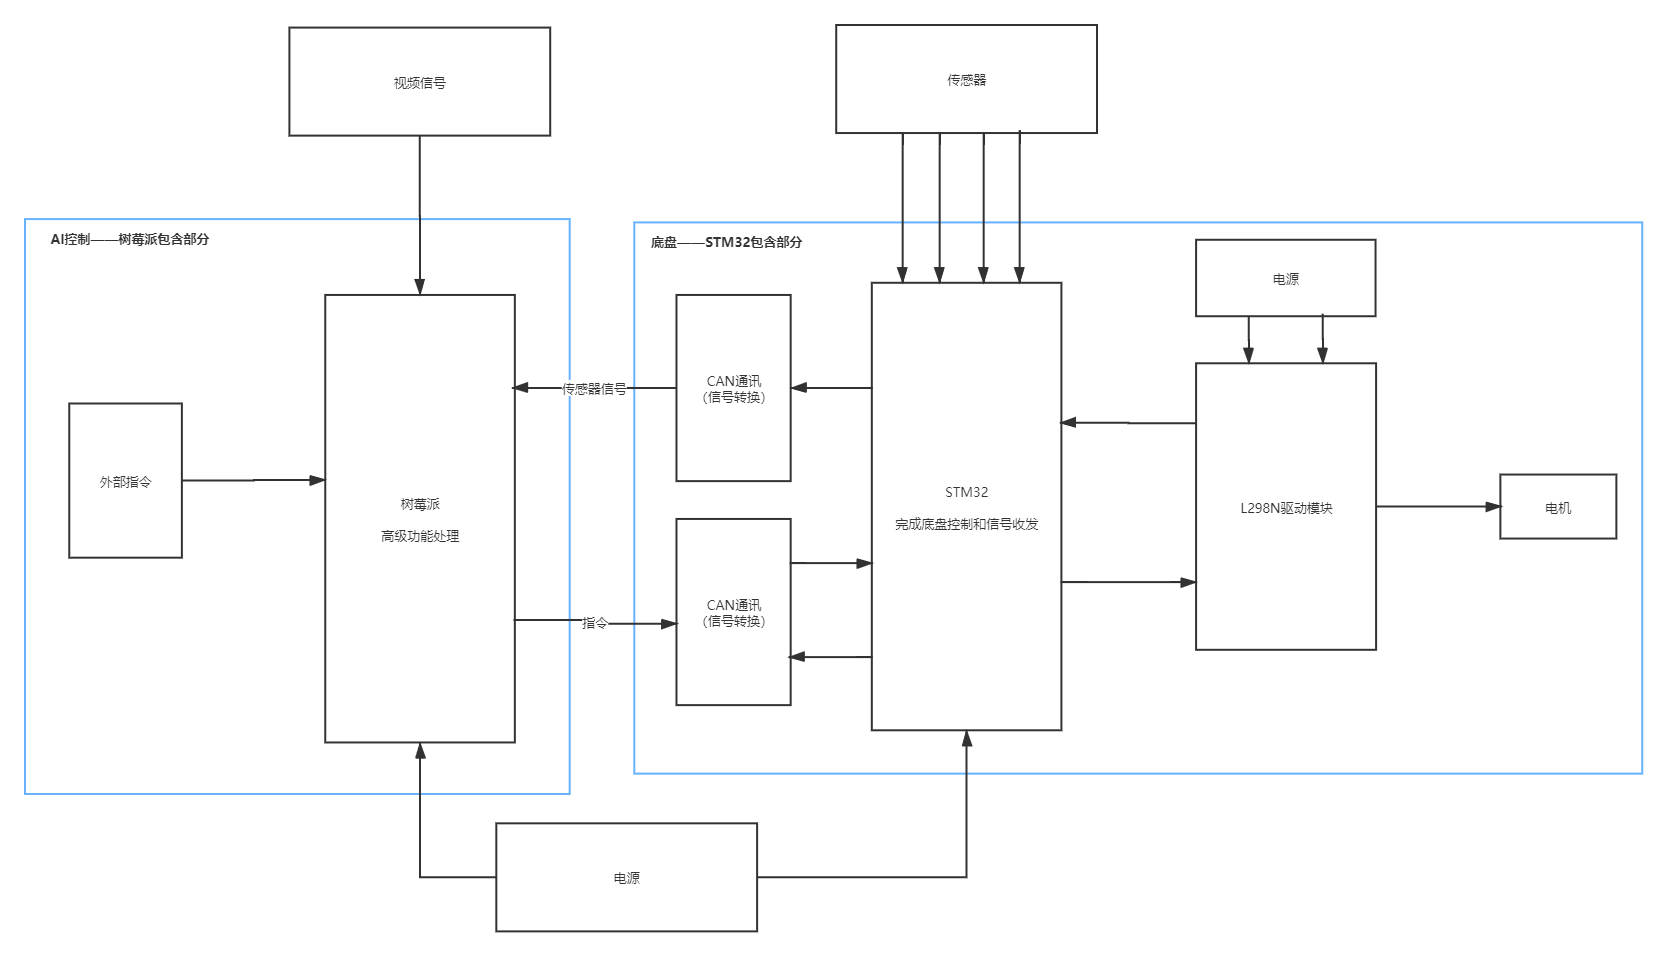 视频信号
传感器
AI控制——树莓派包含部分
底盘——STM32包含部分
电源
传感器信号
CAN通讯
（信号转换）
外部指令
树莓派
高级功能处理
STM32
完成底盘控制和信号收发
L298N驱动模块
电机
CAN通讯
（信号转换）
指令
电源